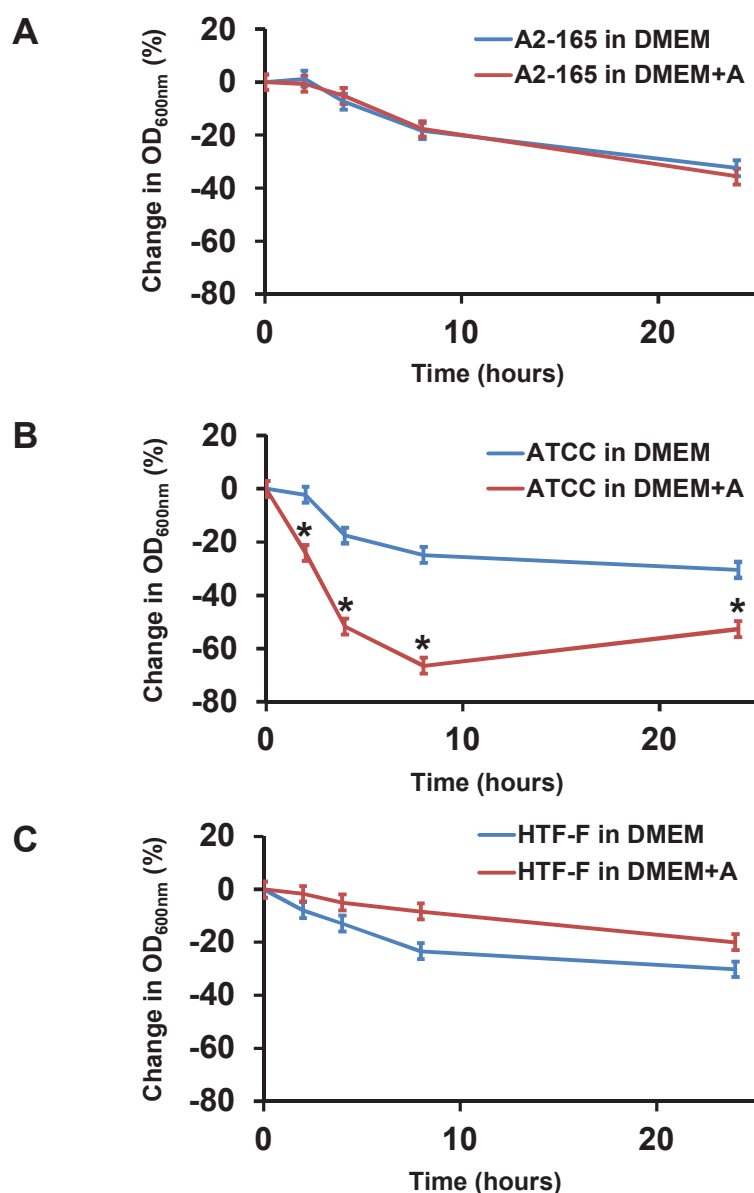 A
Change in OD600nm (%)
20
0
-20
-40
-60
-80
A2-165 in DMEM
A2-165 in DMEM+A
0
10
20
Time (hours)
B
Change in OD600nm (%)
20
0
-20
-40
-60
-80
ATCC in DMEM
ATCC in DMEM+A
*
*
*
*
0
10
20
Time (hours)
C
Change in OD600nm (%)
20
0
-20
-40
-60
-80
HTF-F in DMEM
HTF-F in DMEM+A
0
10
20
Time (hours)